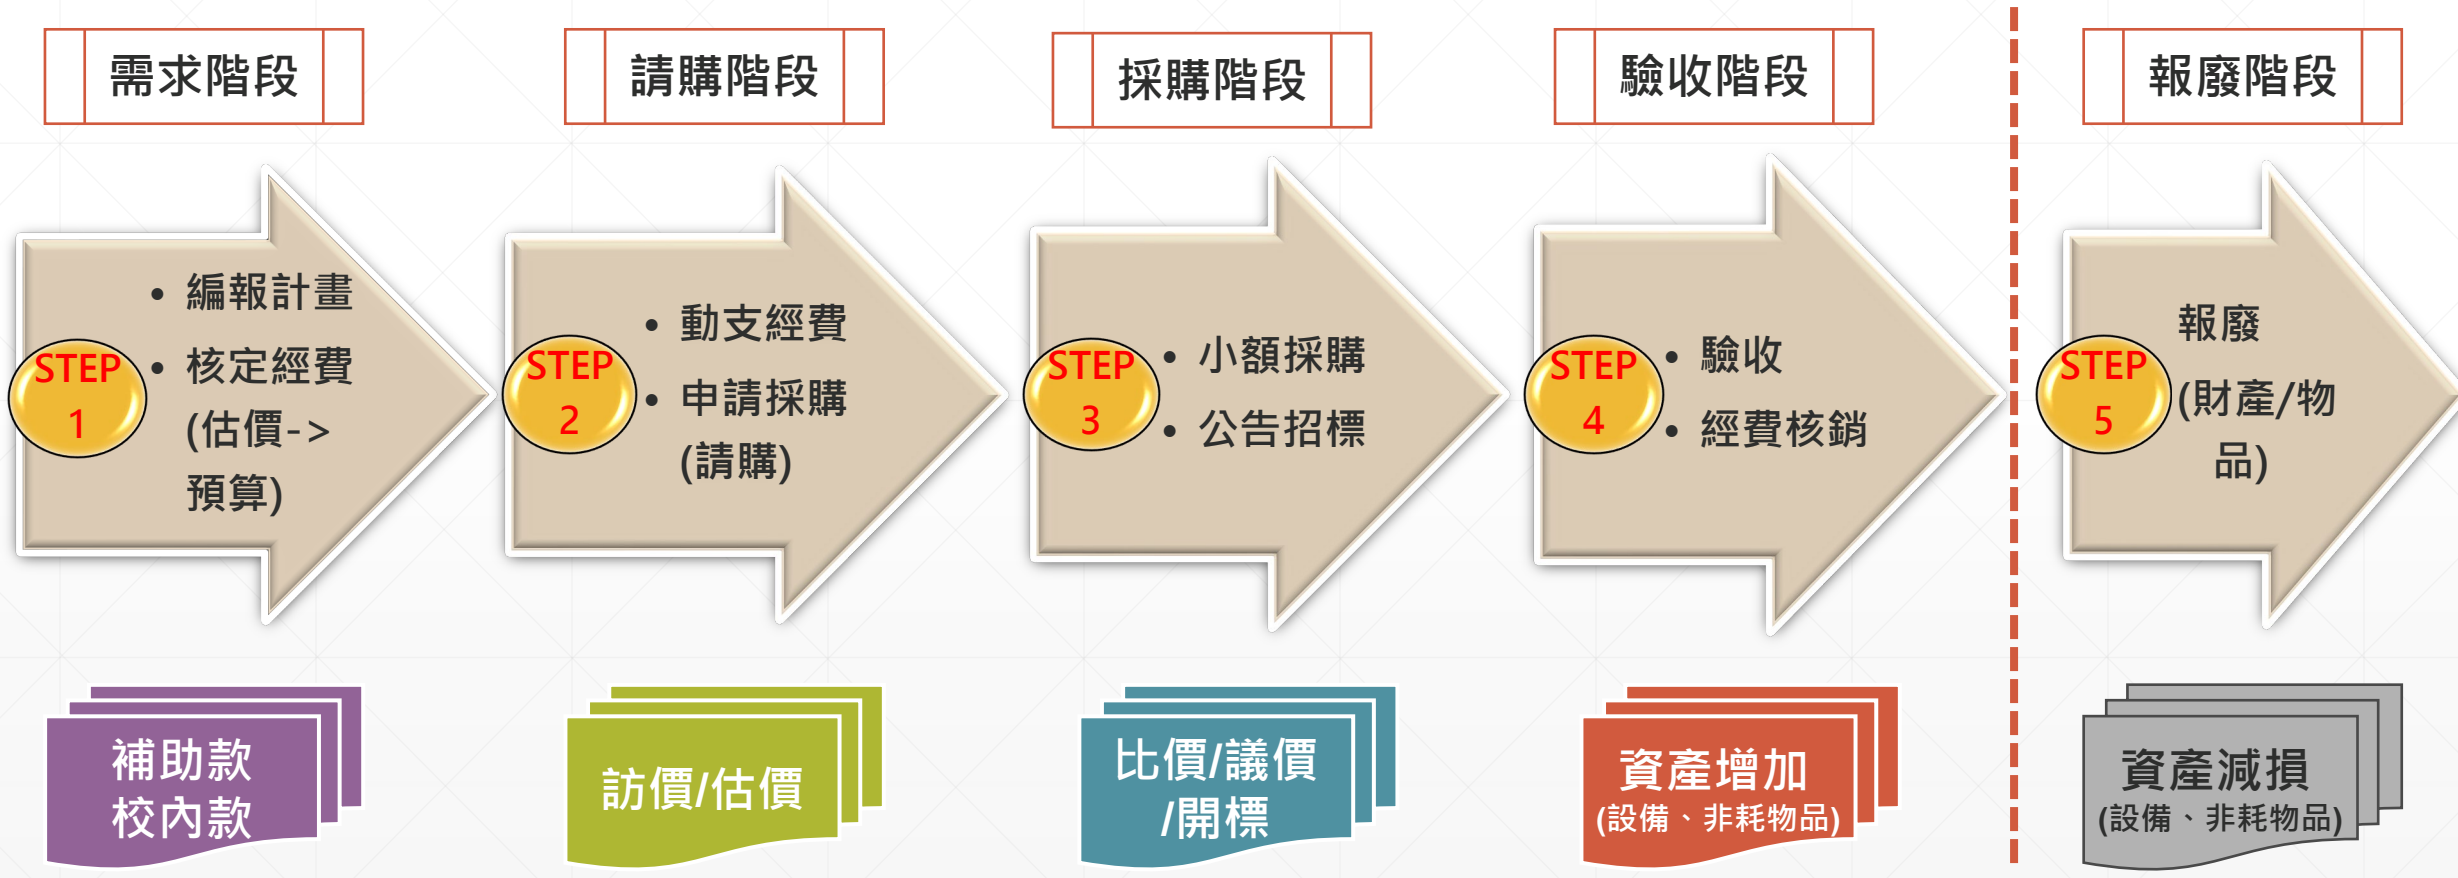 需求階段
請購階段
採購階段
驗收階段
報廢階段
STEP
1
• 編報計畫
• 核定經費
(估價->
預算)
STEP
2
• 動支經費
• 申請採購
(請購)
STEP
3
• 小額採購
• 公告招標
STEP
4
• 驗收
• 經費核銷
STEP
5
報廢
(財產/物
品)
補助款
校內款
訪價/估價
比價/議價
/開標
資產增加
(設備、非耗物品)
資產減損
(設備、非耗物品)